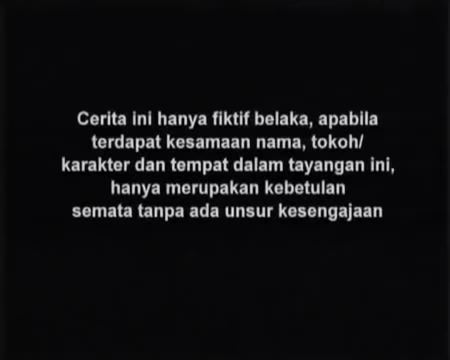 Cerita ini hanya fiktif belaka, apabila
terdapat kesamaan nama, tokoh/
karakter dan tempat dalam tayangan ini,
hanya merupakan kebetulan
semata tanpa ada unsur kesengajaan